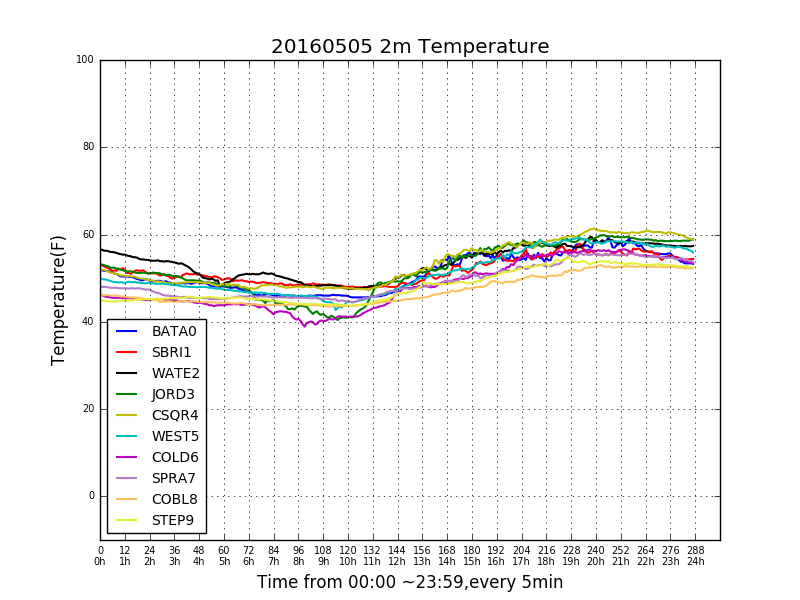 20160505 2m Temperature
100
80
60
40
20
0
Temperature(F)
BATA0
SBRI1
WATE2
JORD3
CSQR4
WEST5
COLD6
SPRA7
COBL8
STEP9
0 12 24 36 48 60 72 84 96 108 120 132 144 156 168 180 192 204 216 228 240 252 264 276 288
0h 1h 2h 3h 4h 5h 6h 7h 8h 9h 10h 11h 12h 13h 14h 15h 16h 17h 18h 19h 20h 21h 22h 23h 24h
Time from 00:00 ~23:59,every 5min